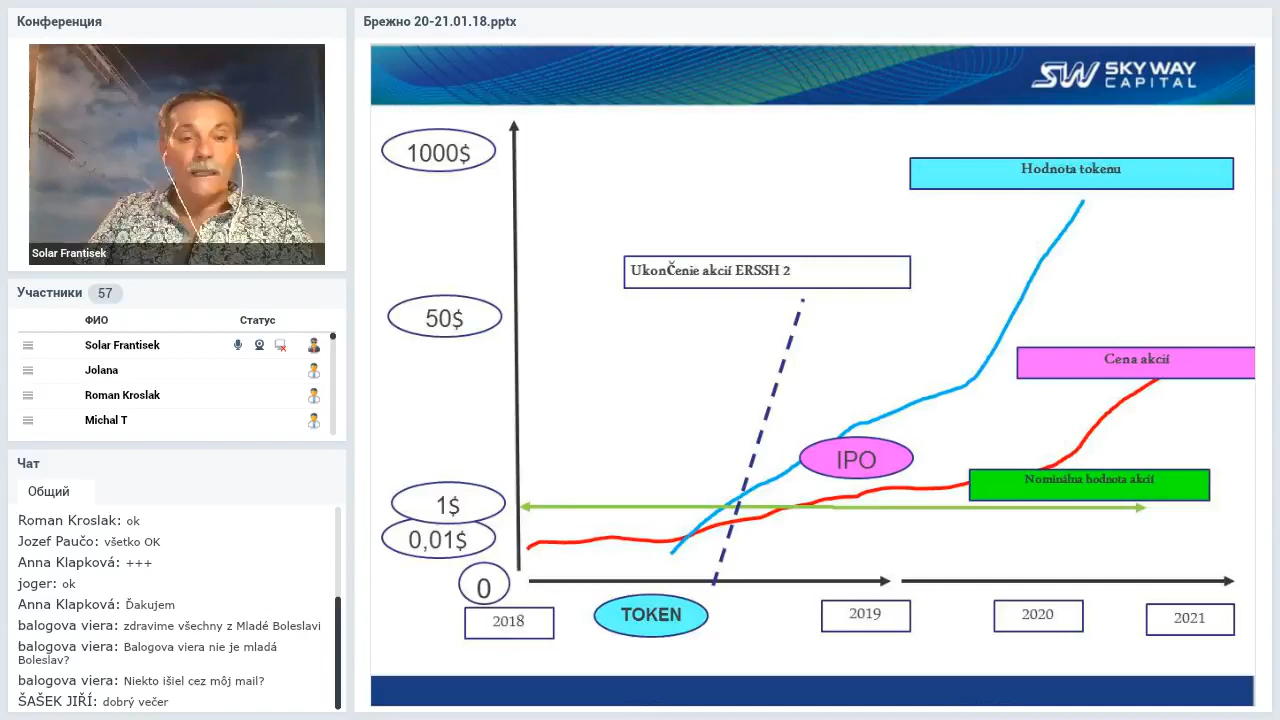 Конференция
Solar Frantisek
Участники 57
ФИО Статус
Solar Frantisek
Jolana
Roman Kroslak
Michal T
Чат
Общий
Roman Kroslak: ok
Jozef Paučo: všetko OK
Anna Klapková: +++
joger: ok
Anna Klapková: Ďakujem
balogova viera: zdravime všechny z Mladé Boleslavi
balogova viera: Balogova viera nie je mladá
Boleslav?
balogova viera: Niekto išiel cez môj mail?
ŠAŠEK JIŘÍ: dobrý večer
Брежно 20-21.01.18.pptx
SW SKY WAY
CAPITAL
1000$
Hodnota tokenu
UkonČenie akcií ERSSH 2
50$
Cena akcií
IPO
Nominálna hodnota akcií
1$
0,01$
0
TOKEN
2018
2019
2020
2021